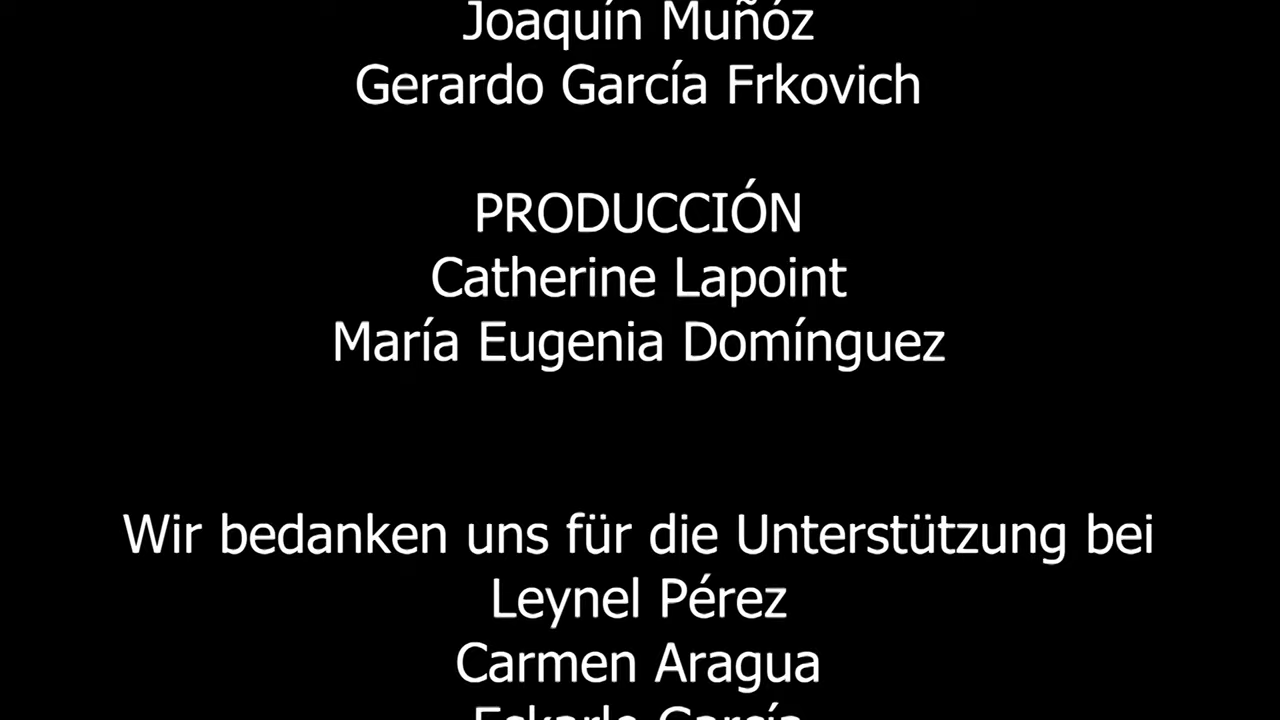 Joaquín Muñóz
Gerardo García Frkovich
PRODUCCIÓN
Catherine Lapoint
María Eugenia Domínguez
Wir bedanken uns für die Unterstützung bei
Leynel Pérez
Carmen Aragua
García